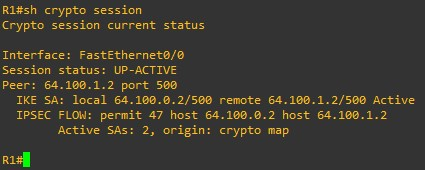 R1#sh crypto session
Crypto session current status
Interface: FastEthernet0/0
Session status: UP-ACTIVE
Peer: 64.100.1.2 port 500
IKE SA: local 64.100.0.2/500 remote 64.100.1.2/500 Active
IPSEC FLOW: permit 47 host 64.100.0.2 host 64.100.1.2
Active SAs: 2, origin: crypto map
R1#